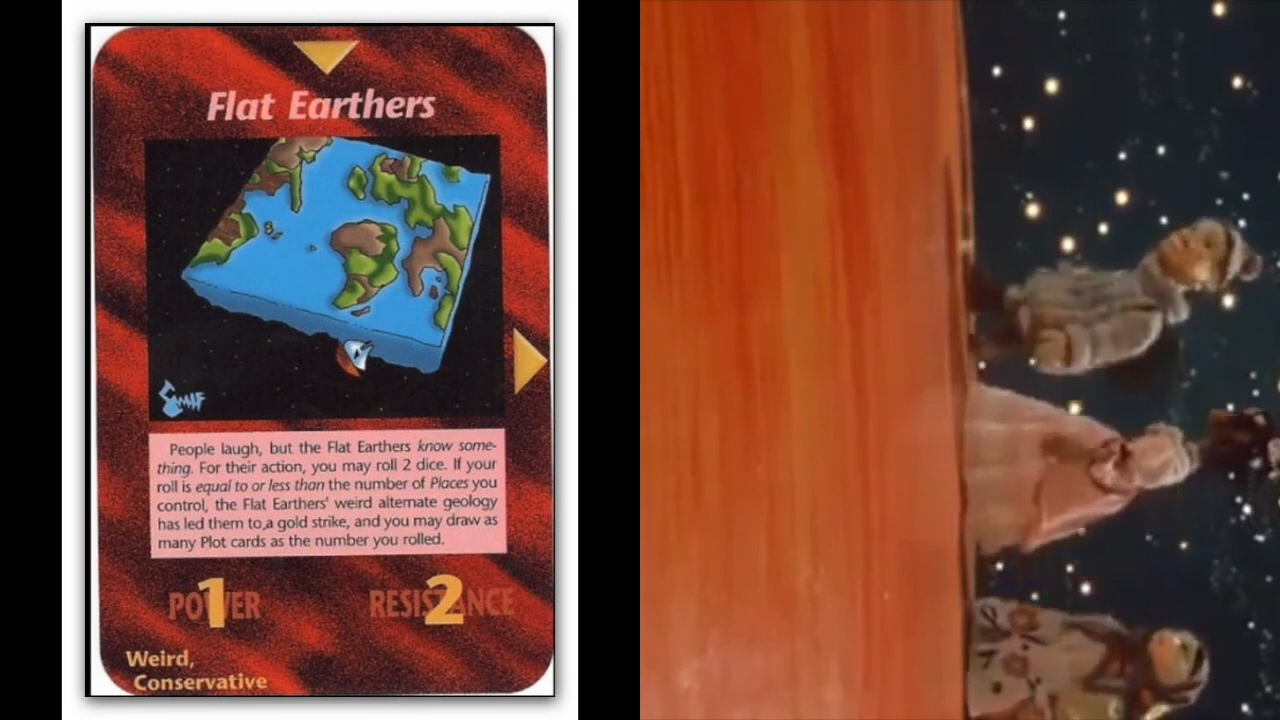 Flat Earthers
People laugh, but the Flat Earthers know some-
thing. For their action, you may roll 2 dice. If your
roll is equal to or less than the number of Places you
control, the Flat Earthers' weird alternate geology
has led them to a gold strike, and you may draw as
many Plot cards as the number you rolled.
POWER 1 RESISTANCE 2
Weird,
Conservative